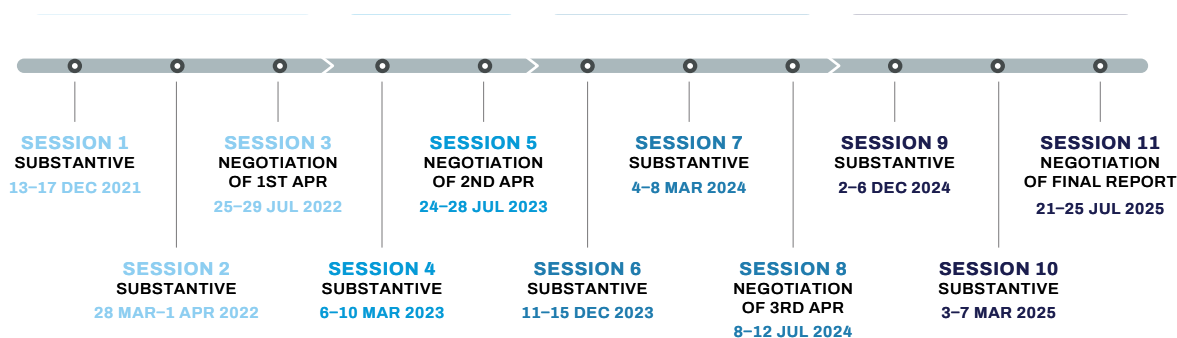 SESSION 1
SUBSTANTIVE
13–17 DEC 2021
SESSION 2
SUBSTANTIVE
28 MAR–1 APR 2022
SESSION 3
NEGOTIATION
OF 1ST APR
25–29 JUL 2022
SESSION 4
SUBSTANTIVE
6–10 MAR 2023
SESSION 5
NEGOTIATION
OF 2ND APR
24–28 JUL 2023
SESSION 6
SUBSTANTIVE
11–15 DEC 2023
SESSION 7
SUBSTANTIVE
4–8 MAR 2024
SESSION 8
NEGOTIATION
OF 3RD APR
8–12 JUL 2024
SESSION 9
SUBSTANTIVE
2–6 DEC 2024
SESSION 10
SUBSTANTIVE
3–7 MAR 2025
SESSION 11
NEGOTIATION
OF FINAL REPORT
21–25 JUL 2025